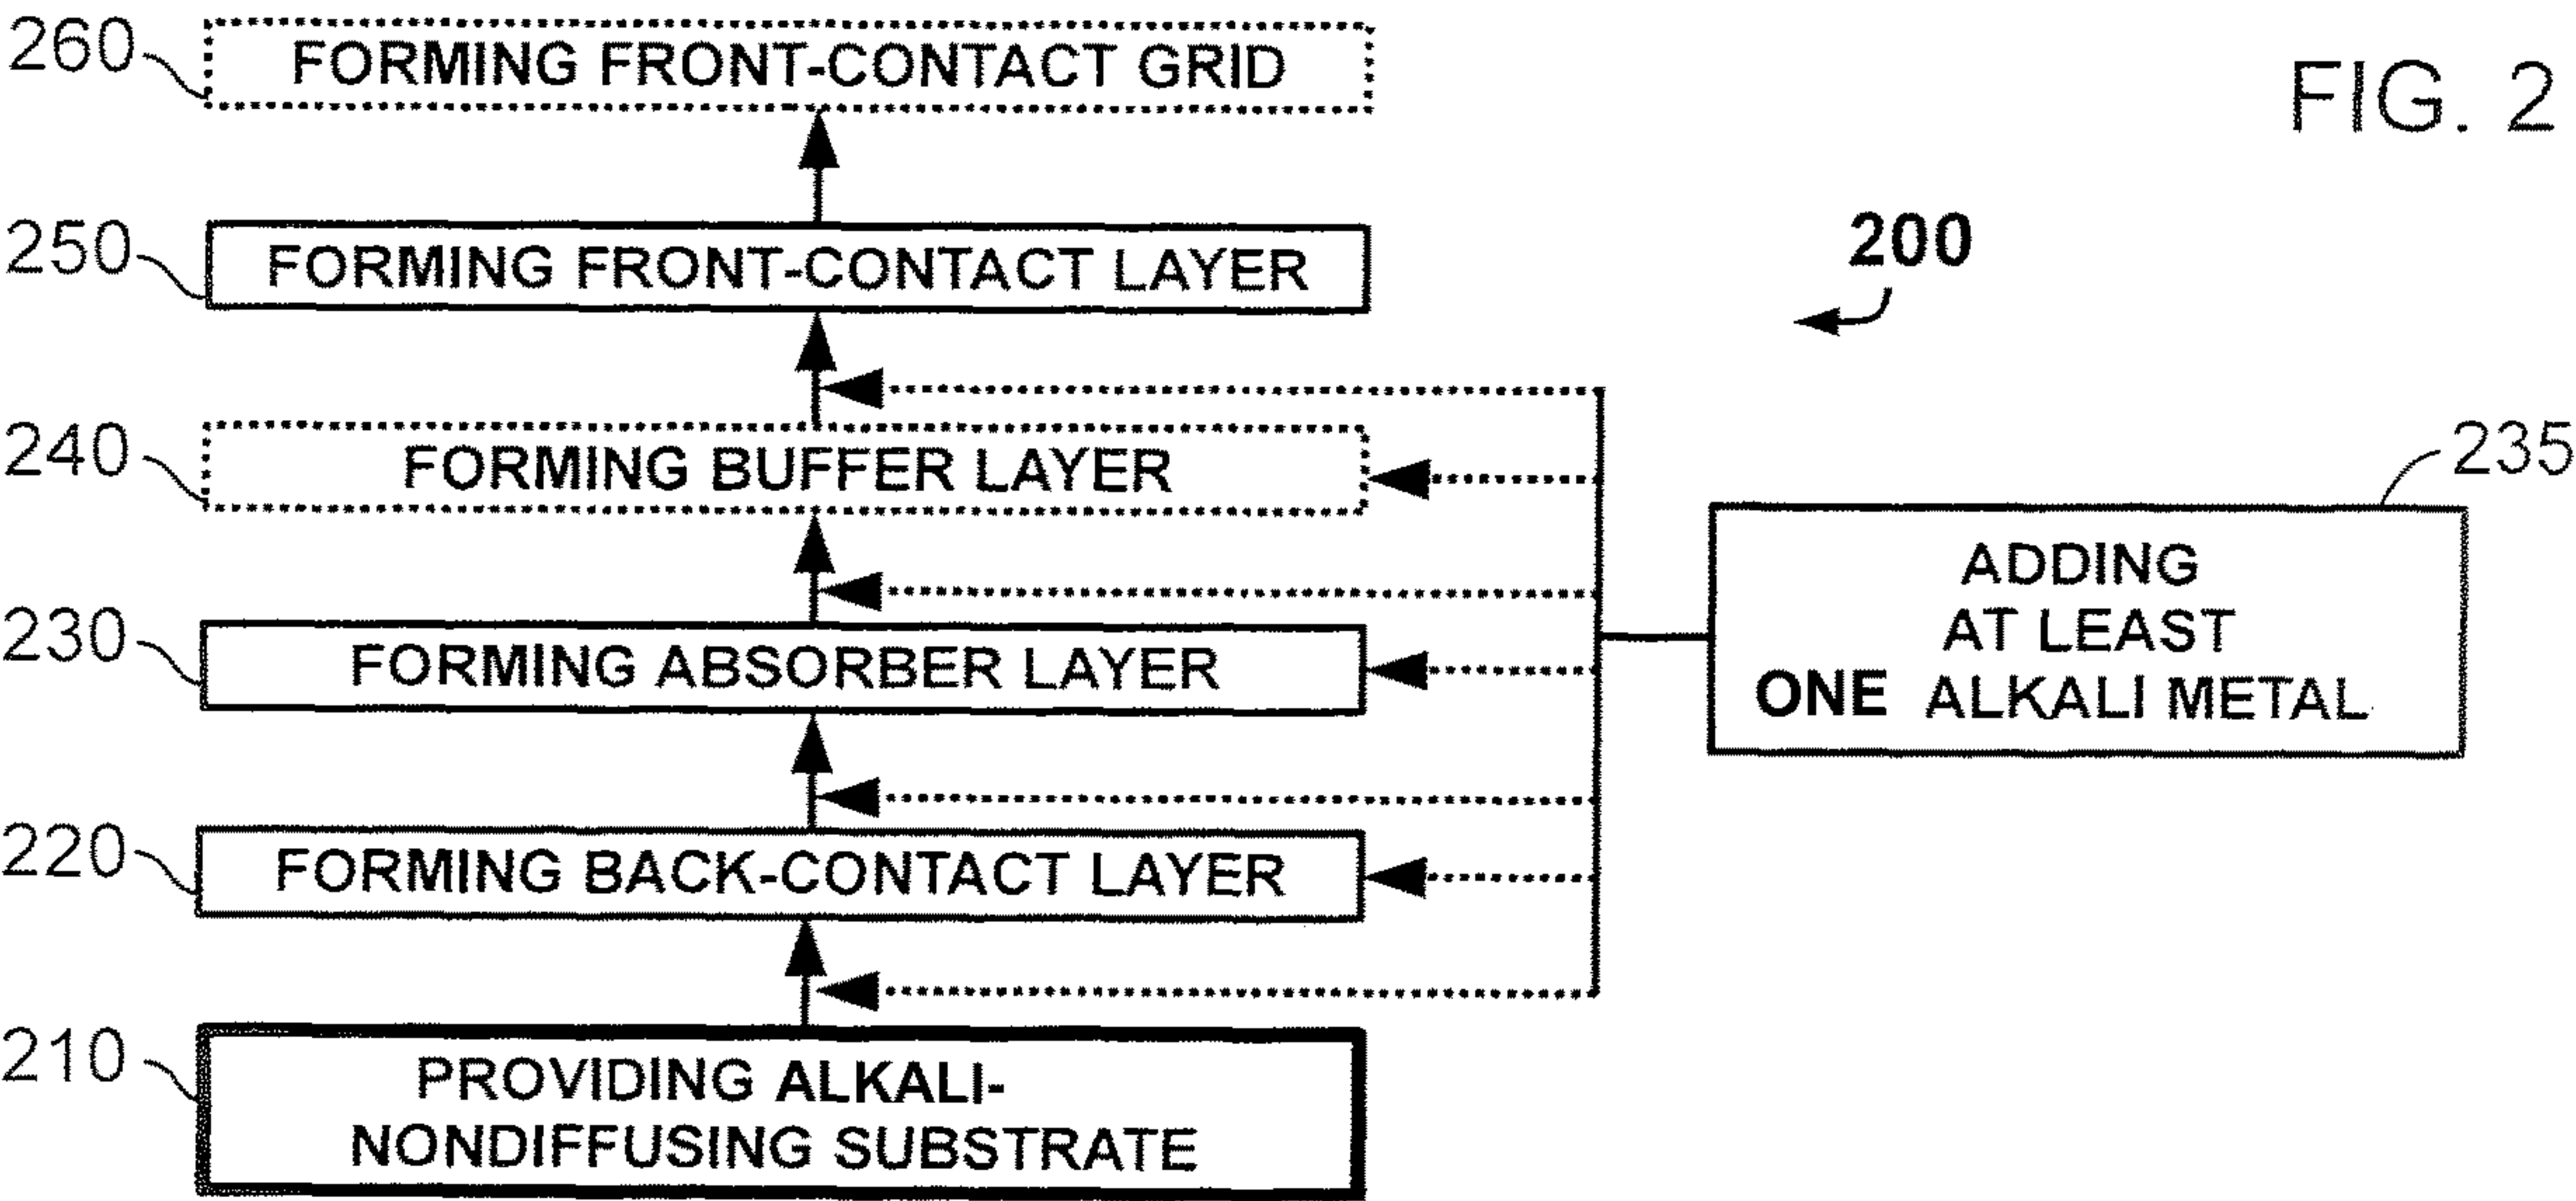 FIG. 2
200
260
FORMING FRONT-CONTACT GRID
250
FORMING FRONT-CONTACT LAYER
240
FORMING BUFFER LAYER
235
ADDING
AT LEAST
ONE ALKALI METAL
230
FORMING ABSORBER LAYER
220
FORMING BACK-CONTACT LAYER
210
PROVIDING ALKALI-
NONDIFFUSING SUBSTRATE